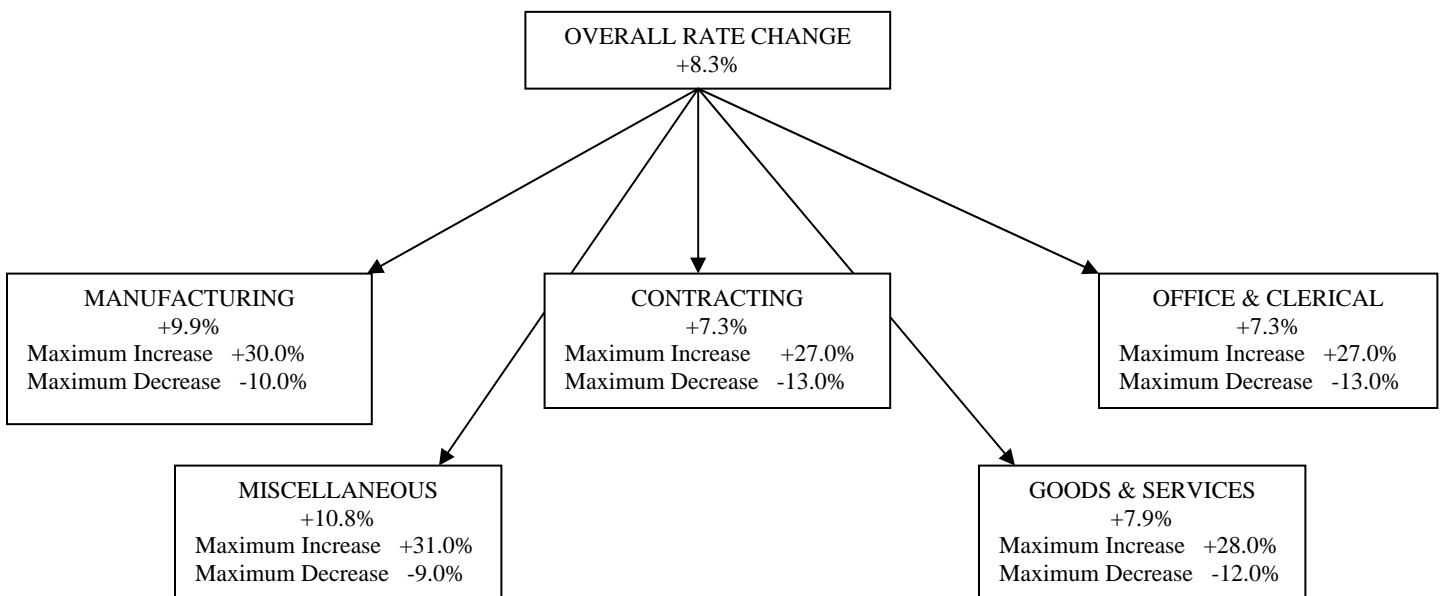 OVERALL RATE CHANGE
+8.3%
MANUFACTURING
+9.9%
Maximum Increase +30.0%
Maximum Decrease -10.0%
CONTRACTING
+7.3%
Maximum Increase +27.0%
Maximum Decrease -13.0%
OFFICE & CLERICAL
+7.3%
Maximum Increase +27.0%
Maximum Decrease -13.0%
MISCELLANEOUS
+10.8%
Maximum Increase +31.0%
Maximum Decrease -9.0%
GOODS & SERVICES
+7.9%
Maximum Increase +28.0%
Maximum Decrease -12.0%